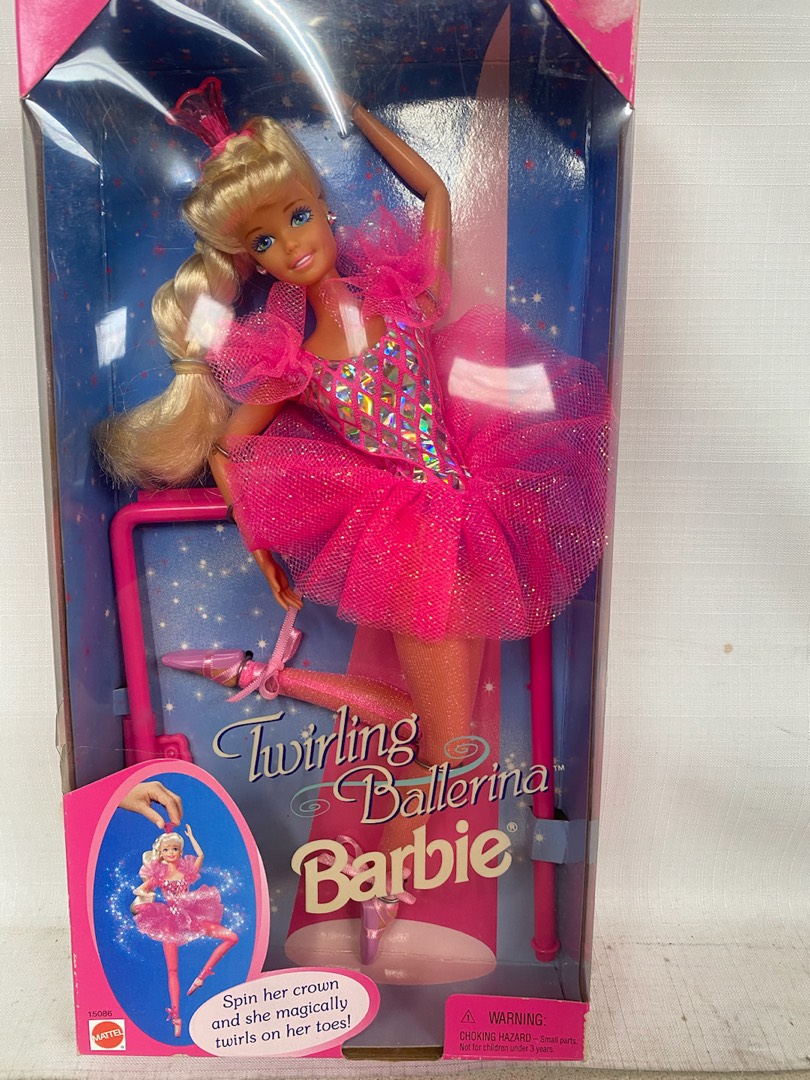 Twirling
Ballerina™
Barbie®
Spin her crown
and she magically
twirls on her toes!
15086
MATTEL
⚠ WARNING:
CHOKING HAZARD – Small parts.
Not for children under 3 years.